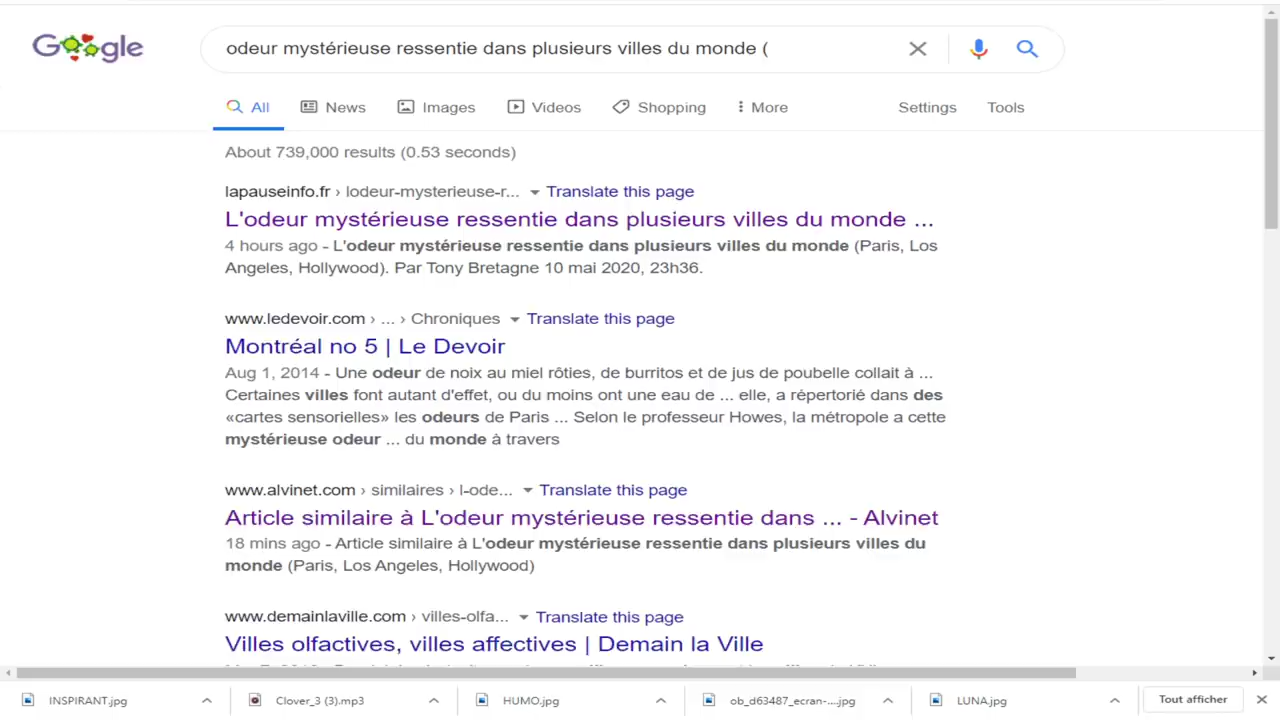 Google
odeur mystérieuse ressentie dans plusieurs villes du monde (
All News Images Videos Shopping More Settings Tools
About 739,000 results (0.53 seconds)
lapauseinfo.fr › lodeur-mysterieuse-r... Translate this page
L'odeur mystérieuse ressentie dans plusieurs villes du monde ...
4 hours ago - L'odeur mystérieuse ressentie dans plusieurs villes du monde (Paris, Los
Angeles, Hollywood). Par Tony Bretagne 10 mai 2020, 23h36.
www.ledevoir.com › ... › Chroniques Translate this page
Montréal no 5 | Le Devoir
Aug 1, 2014 - Une odeur de noix au miel rôties, de burritos et de jus de poubelle collait à ...
Certaines villes font autant d'effet, ou du moins ont une eau de ... elle, a répertorié dans des
«cartes sensorielles» les odeurs de Paris ... Selon le professeur Howes, la métropole a cette
mystérieuse odeur ... du monde à travers
www.alvinet.com › similaires › l-ode... Translate this page
Article similaire à L'odeur mystérieuse ressentie dans ... - Alvinet
18 mins ago - Article similaire à L'odeur mystérieuse ressentie dans plusieurs villes du
monde (Paris, Los Angeles, Hollywood)
www.demainlaville.com › villes-olfa... Translate this page
Villes olfactives, villes affectives | Demain la Ville
INSPIRANT.jpg Clover_3 (3).mp3 HUMO.jpg ob_d63487_ecran-....jpg LUNA.jpg Tout afficher